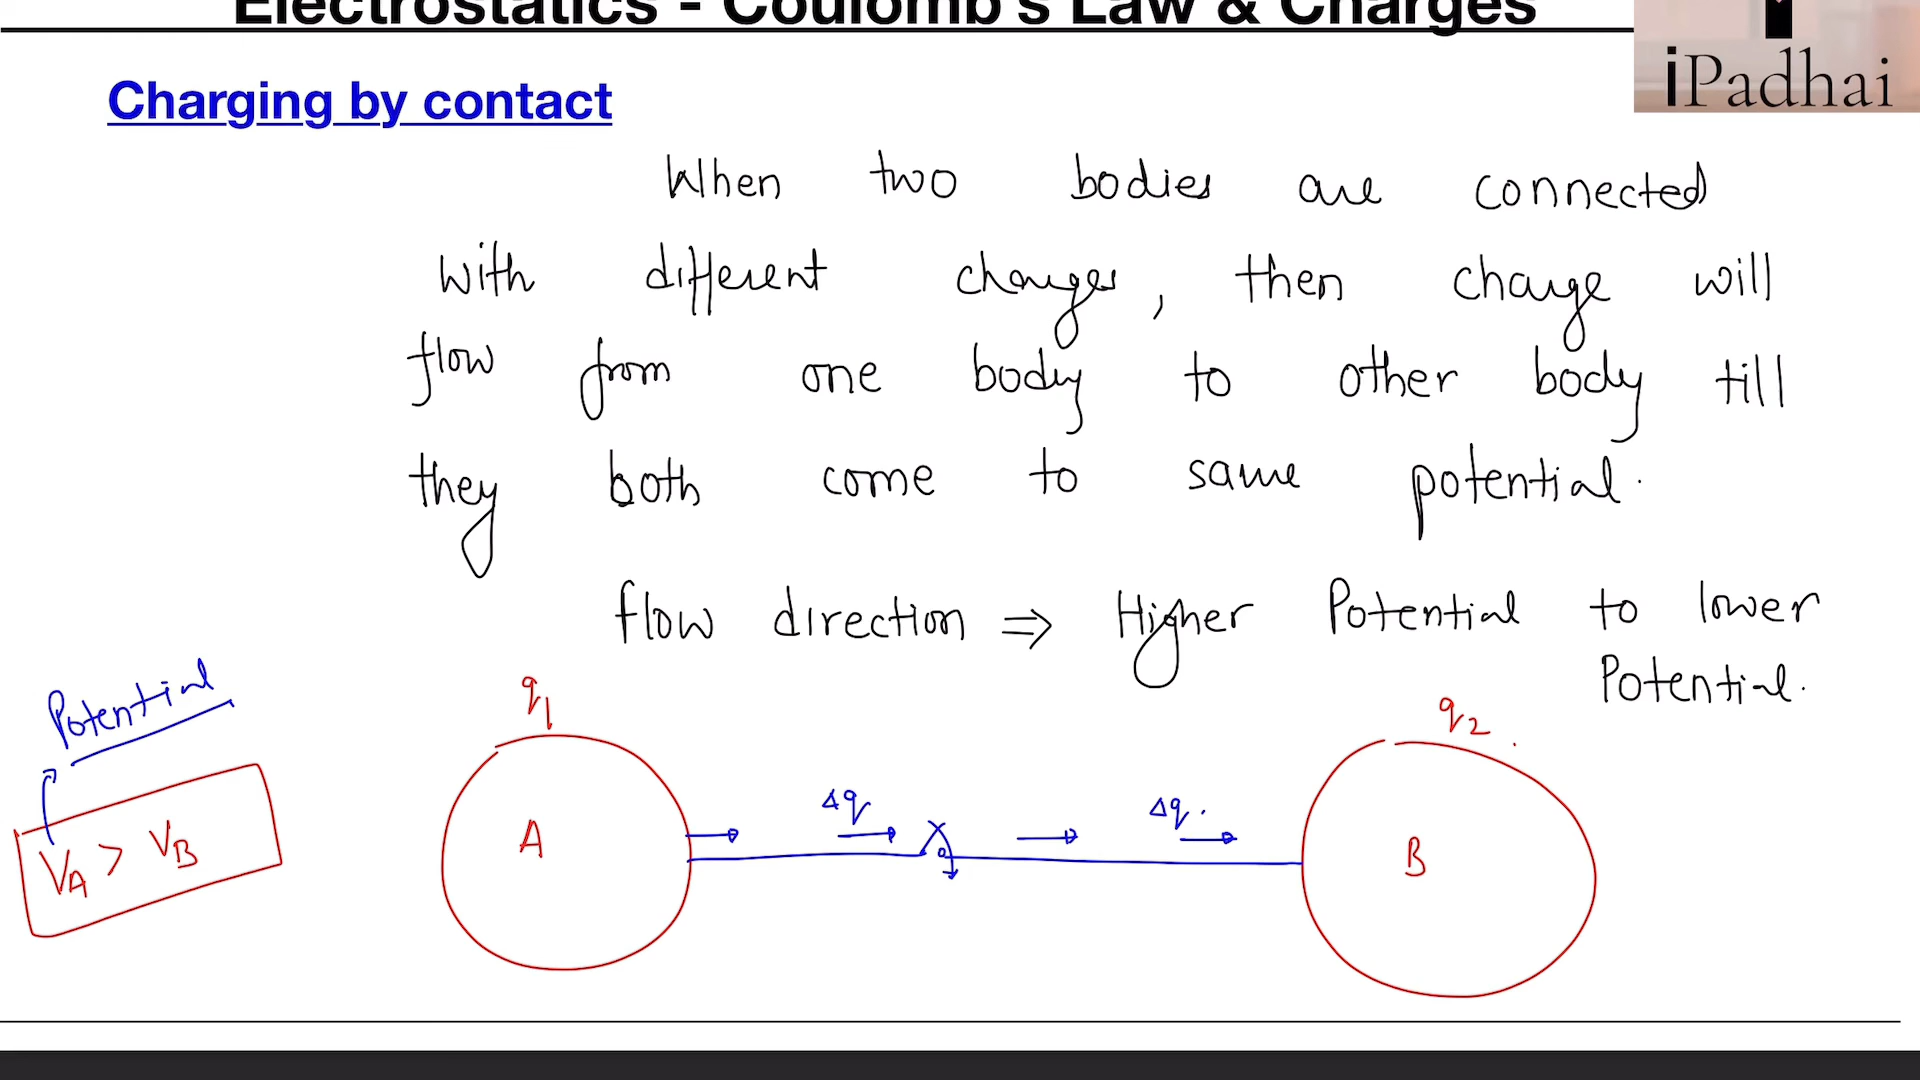 Electrostatics - Coulomb's Law & Charges
iPadhai
Charging by contact
When two bodies are connected
with different charges, then charge will
flow from one body to other body till
they both come to same potential.
flow direction ⇒ Higher Potential to lower
Potential.
Potential
VA > VB
q1
A
Δq
Δq.
q2
B